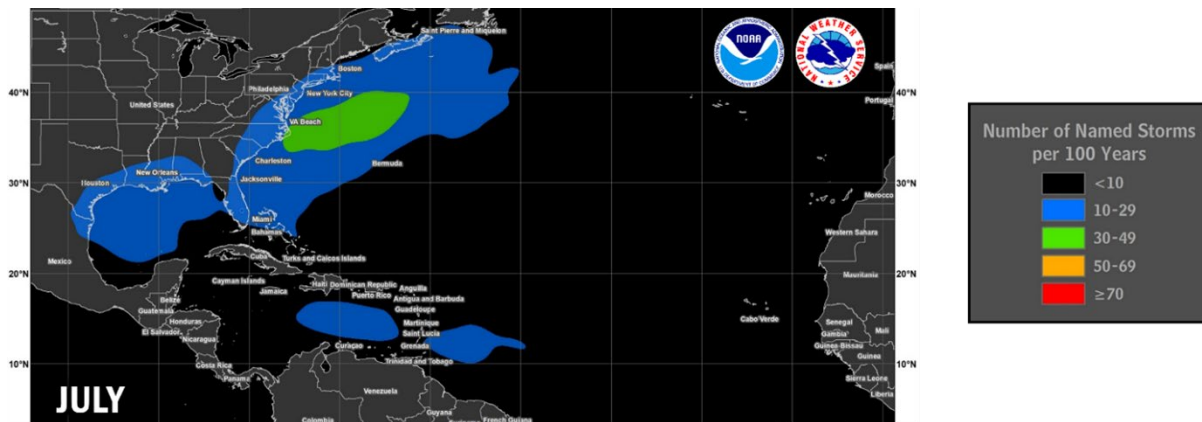 Saint Pierre and Miquelon
NOAA
NATIONAL WEATHER SERVICE
Boston
Spain
Philadelphia
40°N
New York City
40°N
United States
Portugal
VA Beach
Charleston
Bermuda
New Orleans
Jacksonville
30°N
Houston
30°N
Morocco
Miami
Bahamas
Western Sahara
Mexico
Cuba
Turks and Caicos Islands
20°N
20°N
Mauritania
Cayman Islands
Haiti
Dominican Republic
Anguilla
Jamaica
Puerto Rico
Antigua and Barbuda
Belize
Guadeloupe
Guatemala
Honduras
Martinique
Cabo Verde
Senegal
El Salvador
Saint Lucia
Gambia
Mali
Nicaragua
Curaçao
Grenada
Guinea-Bissau
10°N
Trinidad and Tobago
Guinea
10°N
Costa Rica
Panama
Sierra Leone
Venezuela
Liberia
JULY
Guyana
Colombia
French Guiana
Number of Named Storms
per 100 Years
<10
10-29
30-49
50-69
≥70